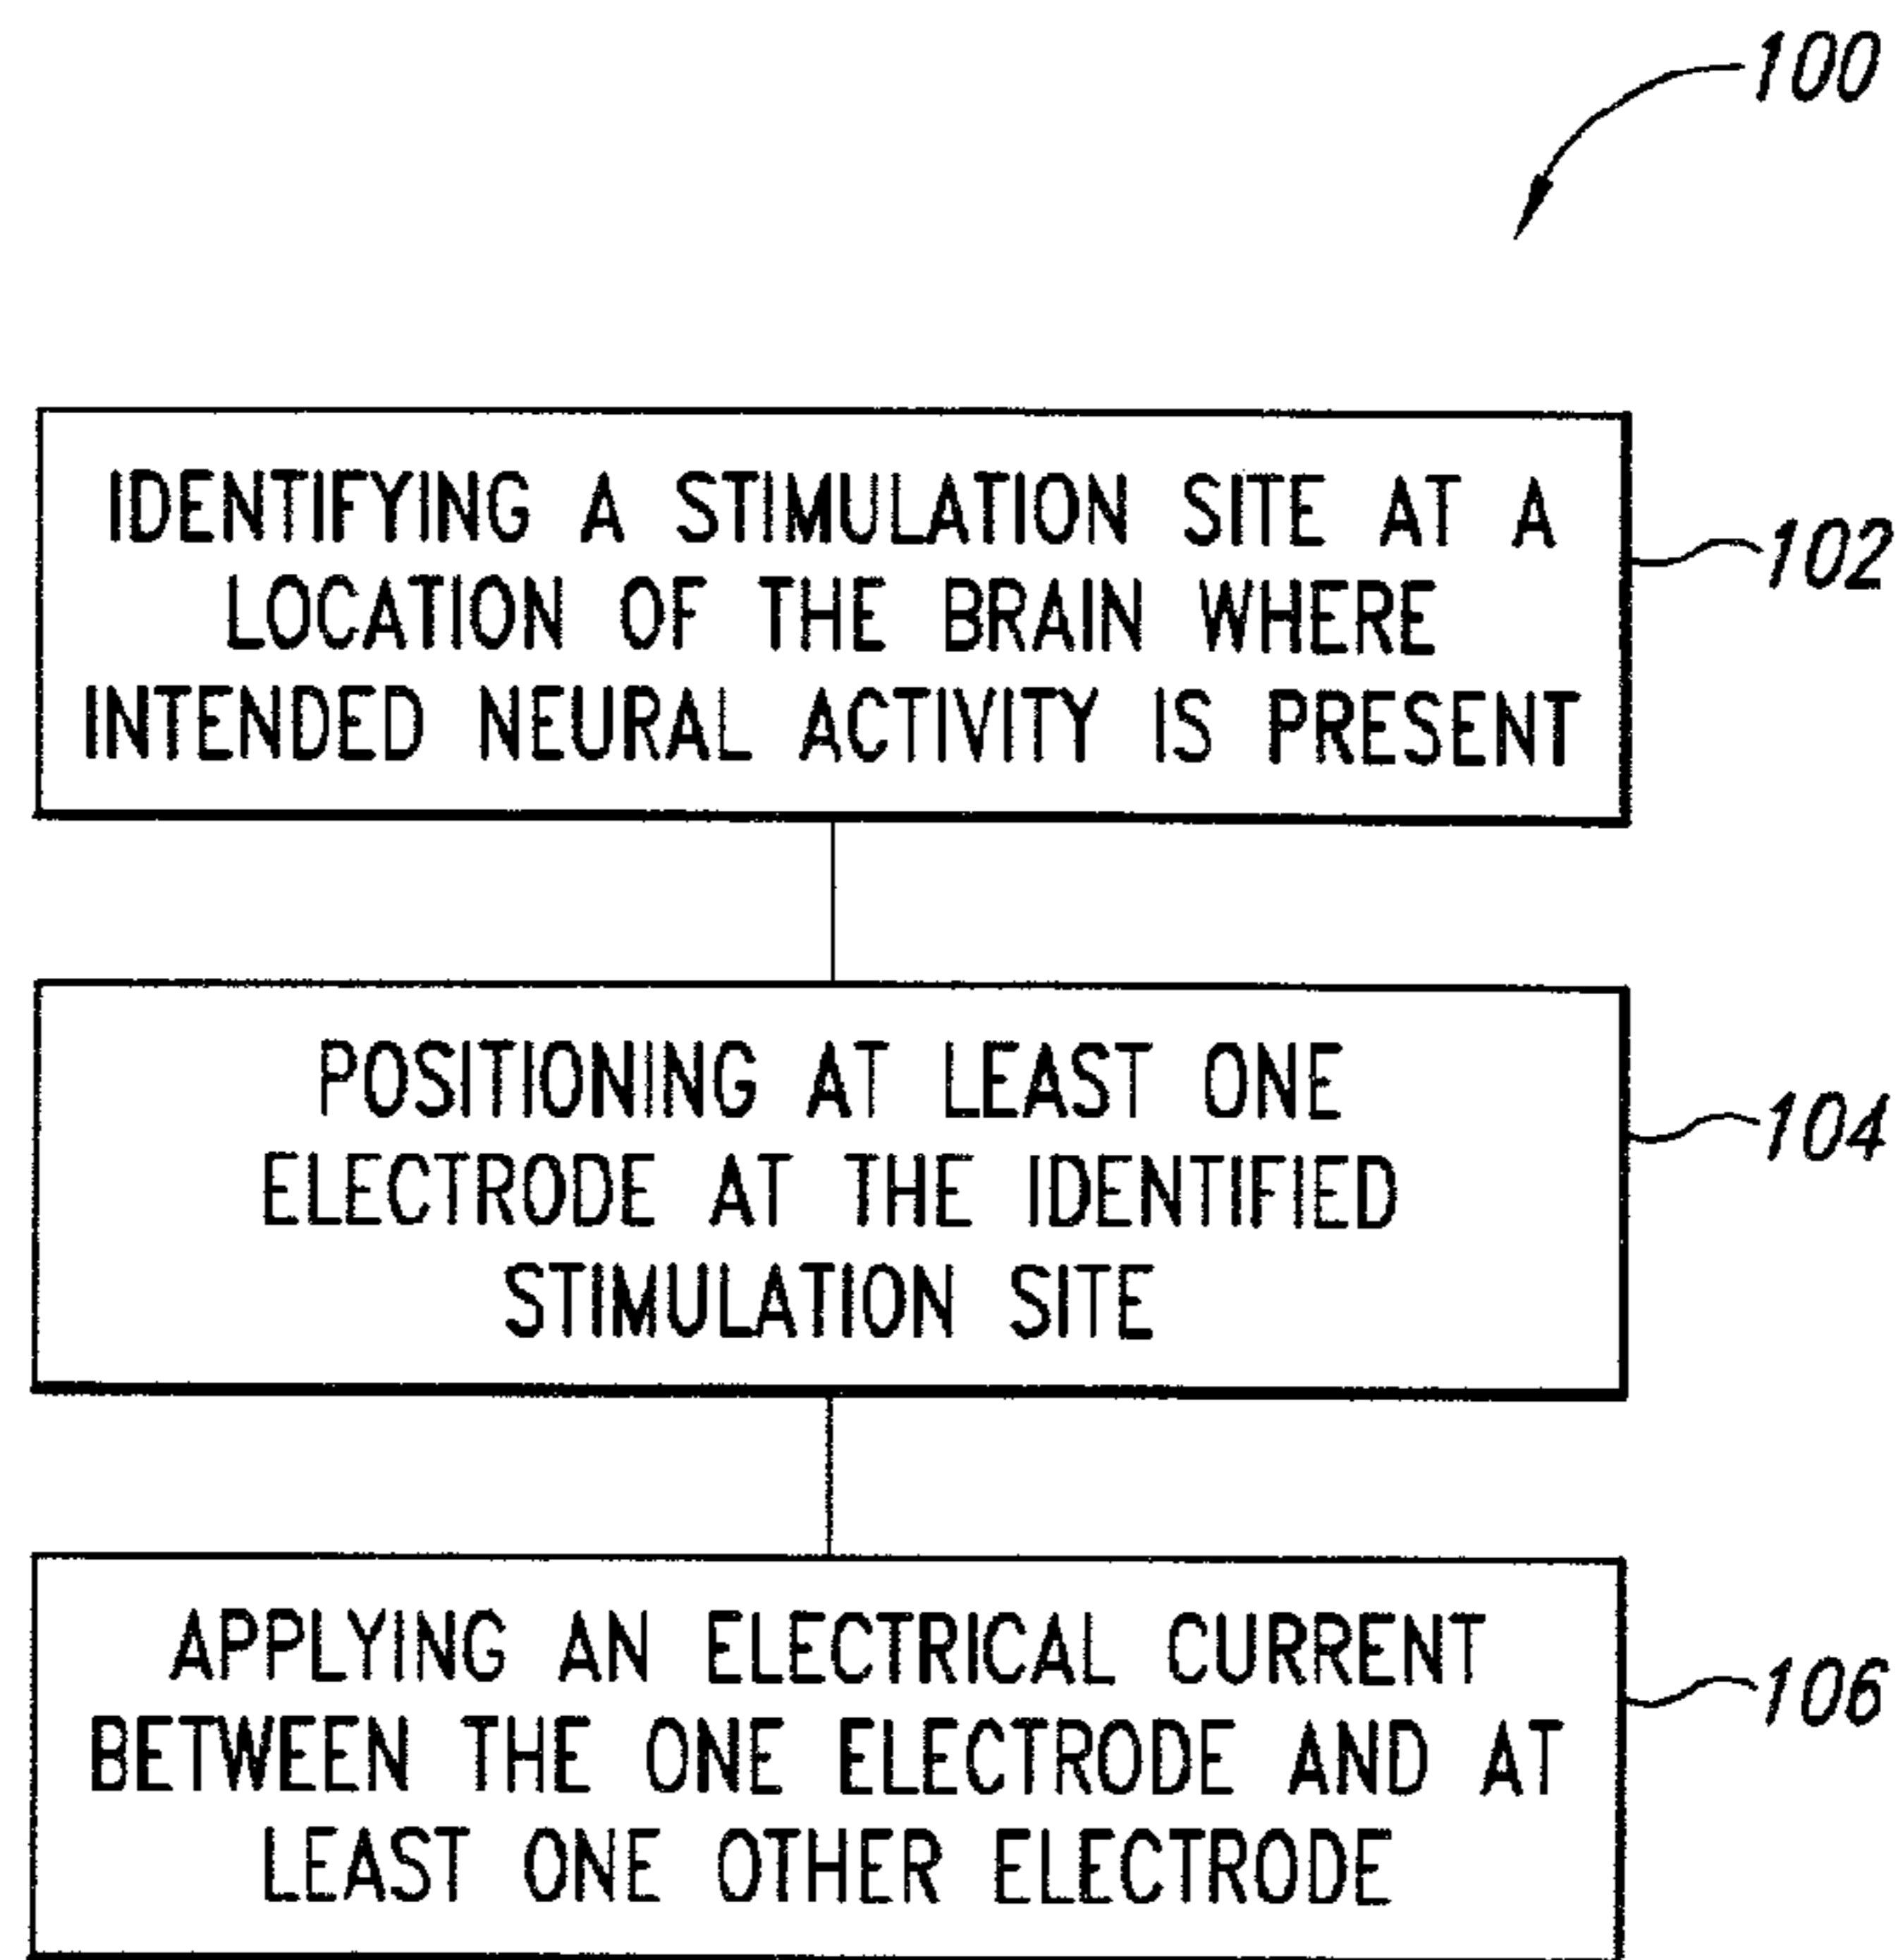 100
IDENTIFYING A STIMULATION SITE AT A
LOCATION OF THE BRAIN WHERE
INTENDED NEURAL ACTIVITY IS PRESENT
102
POSITIONING AT LEAST ONE
ELECTRODE AT THE IDENTIFIED
STIMULATION SITE
104
APPLYING AN ELECTRICAL CURRENT
BETWEEN THE ONE ELECTRODE AND AT
LEAST ONE OTHER ELECTRODE
106